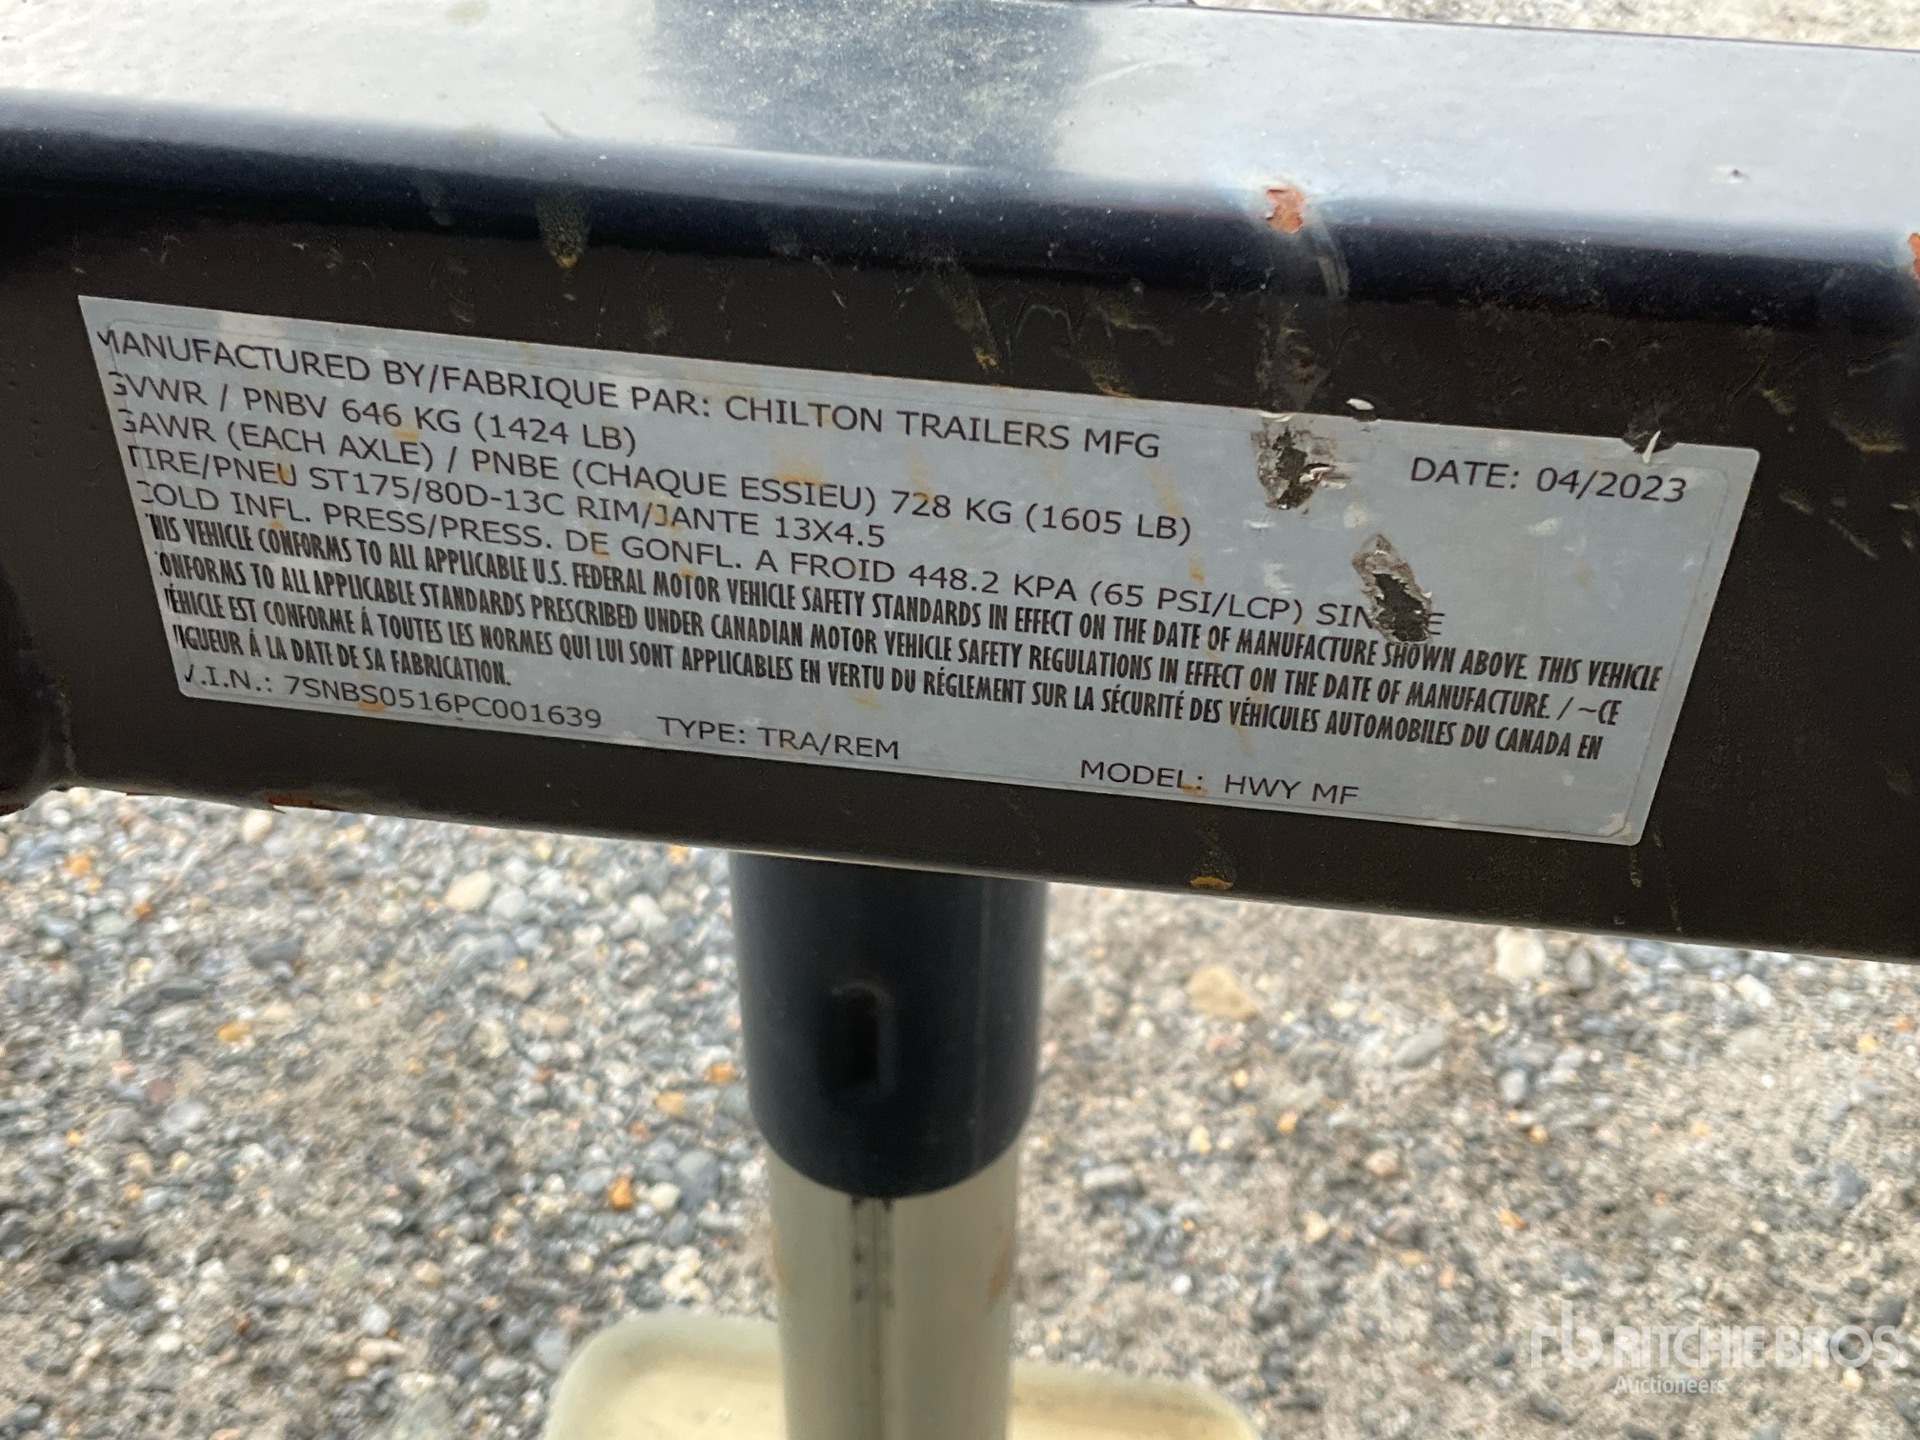 MANUFACTURED BY/FABRIQUE PAR: CHILTON TRAILERS MFG DATE: 04/2023
GVWR / PNBV 646 KG (1424 LB)
GAWR (EACH AXLE) / PNBE (CHAQUE ESSIEU) 728 KG (1605 LB)
TIRE/PNEU ST175/80D-13C RIM/JANTE 13X4.5
COLD INFL. PRESS/PRESS. DE GONFL. A FROID 448.2 KPA (65 PSI/LCP)
THIS VEHICLE CONFORMS TO ALL APPLICABLE U.S. FEDERAL MOTOR VEHICLE SAFETY STANDARDS IN EFFECT ON THE DATE OF MANUFACTURE SHOWN ABOVE. THIS VEHICLE
CONFORMS TO ALL APPLICABLE STANDARDS PRESCRIBED UNDER CANADIAN MOTOR VEHICLE SAFETY REGULATIONS IN EFFECT ON THE DATE OF MANUFACTURE. / ~CE
VÉHICLE EST CONFORME Á TOUTES LES NORMES QUI LUI SONT APPLICABLES EN VERTU DU RÉGLEMENT SUR LA SÉCURITÉ DES VÉHICULES AUTOMOBILES DU CANADA EN
VIGUEUR Á LA DATE DE SA FABRICATION.
V.I.N.: 7SNBS0516PC001639 TYPE: TRA/REM MODEL: HWY MF
rb RITCHIE BROS
Auctioneers